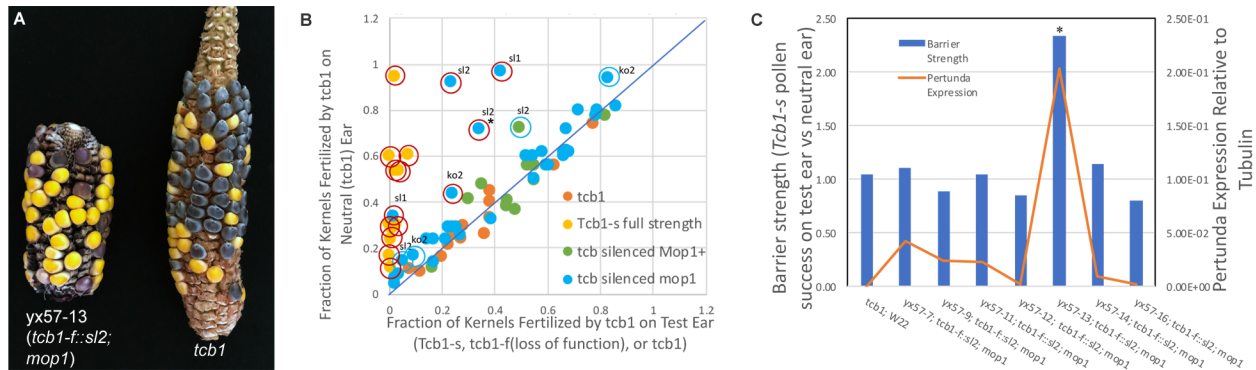 A
yx57-13
(tcb1-f::sl2;
mop1)
tcb1
B
Fraction of Kernels Fertilized by tcb1 on
Neutral (tcb1) Ear
1.2
1
0.8
0.6
0.4
0.2
0
0
0.2
0.4
0.6
0.8
1
1.2
sl2
sl1
ko2
sl2
*
sl2
ko2
sl1
sl2
ko2
tcb1
Tcb1-s full strength
tcb silenced Mop1+
tcb silenced mop1
Fraction of Kernels Fertilized by tcb1 on Test Ear
(Tcb1-s, tcb1-f(loss of function), or tcb1)
C
Barrier strength (Tcb1-s pollen
success on test ear vs neutral ear)
2.50
2.00
1.50
1.00
0.50
0.00
Barrier
Strength
Pertunda
Expression
*
2.50E-01
2.00E-01
1.50E-01
1.00E-01
5.00E-02
0.00E+00
Pertunda Expression Relative to
Tubulin
tcb1; W22
yx57-7; tcb1-f::sl2, mop1
yx57-9; tcb1-f::sl2; mop1
yx57-11; tcb1-f::sl2; mop1
yx57-12; tcb1-f::sl2; mop1
yx57-13; tcb1-f::sl2; mop1
yx57-14; tcb1-f::sl2; mop1
yx57-16; tcb1-f::sl2; mop1